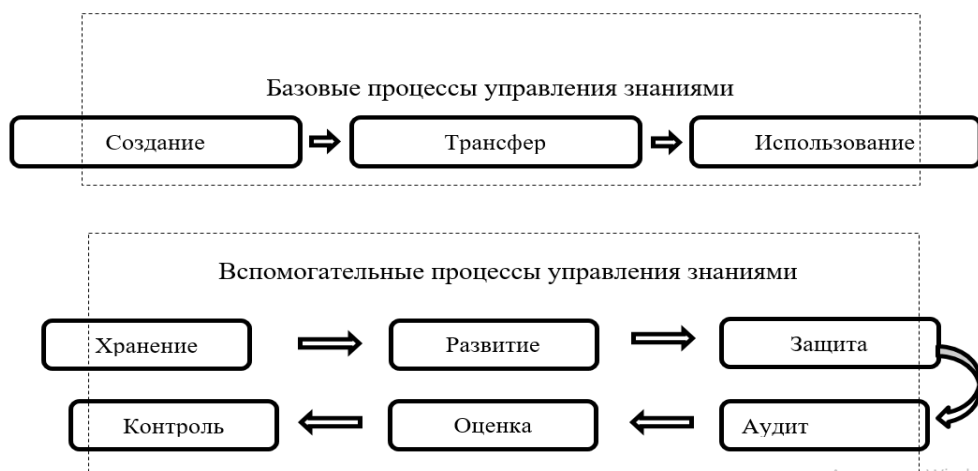 Базовые процессы управления знаниями
Создание
Трансфер
Использование
Вспомогательные процессы управления знаниями
Хранение
Развитие
Защита
Контроль
Оценка
Аудит